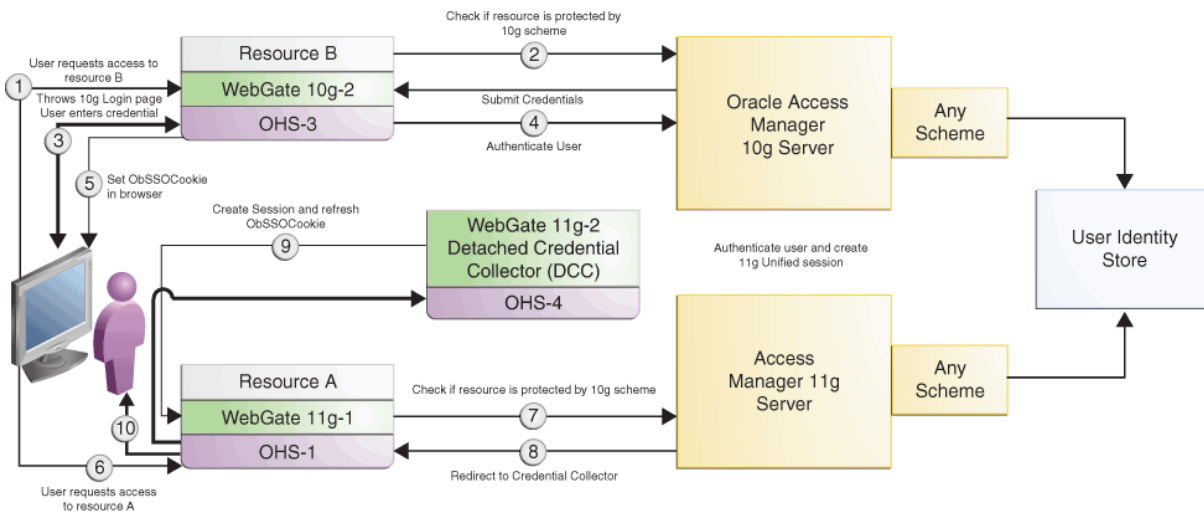 Check if resource is protected by
10g scheme
2
Resource B
WebGate 10g-2
OHS-3
1
User requests access to
resource B
Throws 10g Login page
User enters credential
3
Submit Credentials
4
Authenticate User
Oracle Access
Manager
10g Server
Any
Scheme
5
Set ObSSOCookie
in browser
Create Session and refresh
ObSSOCookie
9
WebGate 11g-2
Detached Credential
Collector (DCC)
OHS-4
Authenticate user and create
11g Unified session
User Identity
Store
Resource A
WebGate 11g-1
OHS-1
Check if resource is protected by 10g scheme
7
8
Redirect to Credential Collector
Access
Manager 11g
Server
Any
Scheme
10
6
User requests access
to resource A